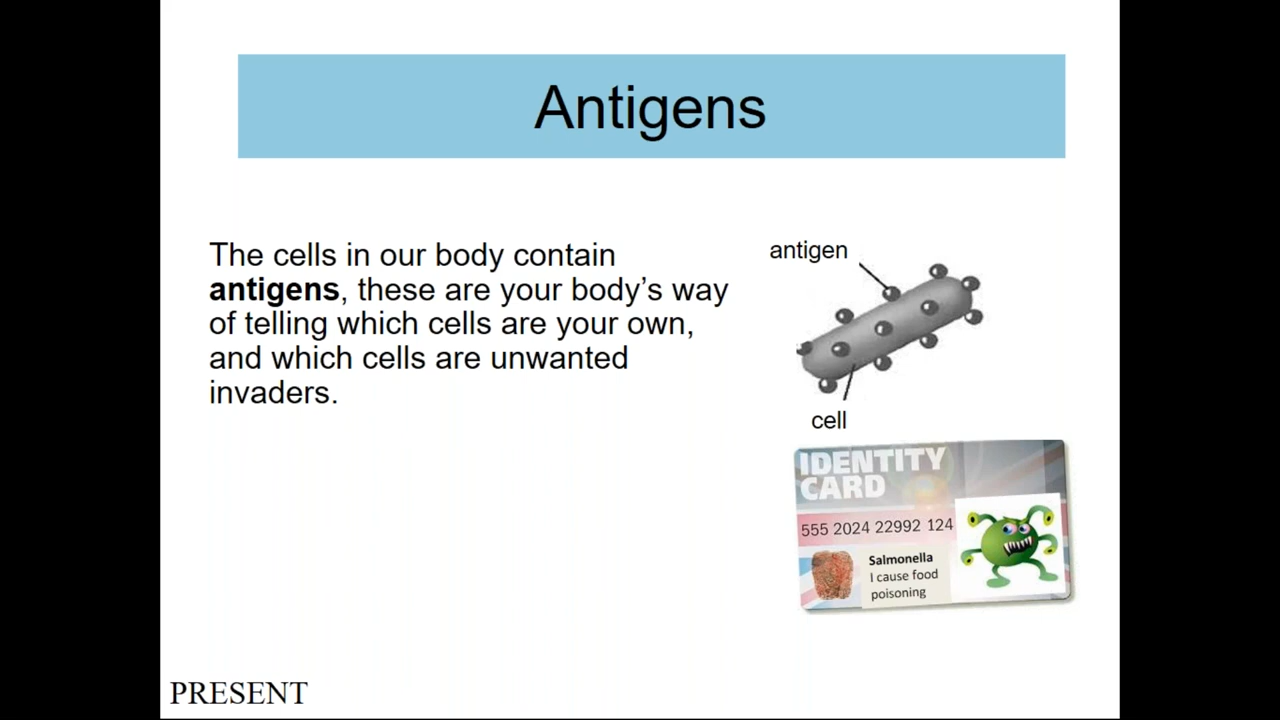 Antigens
The cells in our body contain
antigens, these are your body’s way
of telling which cells are your own,
and which cells are unwanted
invaders.
antigen
cell
IDENTITY
CARD
555 2024 22992 124
Salmonella
I cause food
poisoning
PRESENT